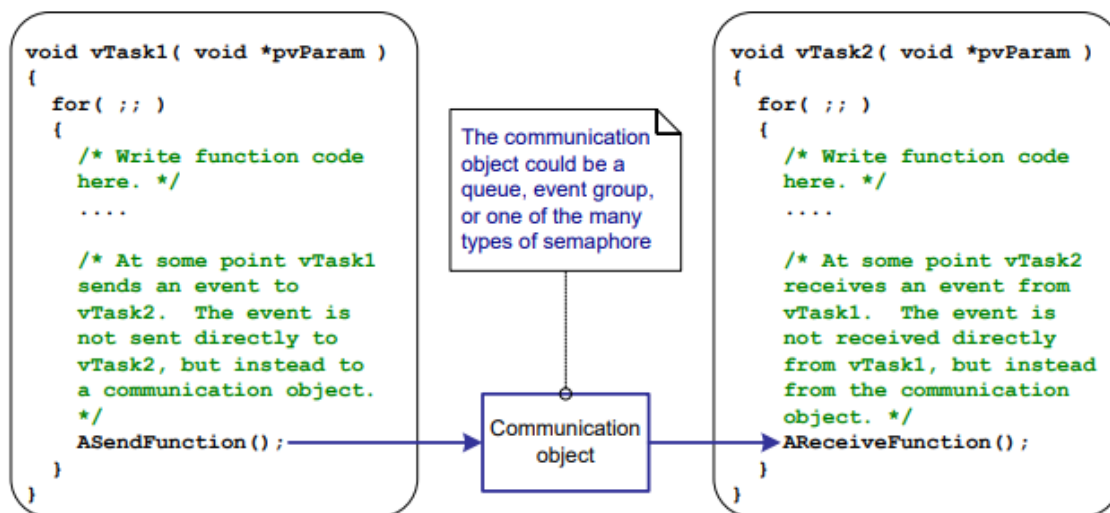 void vTask1( void *pvParam )
{
for( ;; )
{
/* Write function code
here. */
....
/* At some point vTask1
sends an event to
vTask2.  The event is
not sent directly to
vTask2, but instead to
a communication object.
*/
ASendFunction();
}
}
The communication
object could be a
queue, event group,
or one of the many
types of semaphore
Communication
object
void vTask2( void *pvParam )
{
for( ;; )
{
/* Write function code
here. */
....
/* At some point vTask2
receives an event from
vTask1.  The event is
not received directly
from vTask1, but instead
from the communication
object. */
AReceiveFunction();
}
}